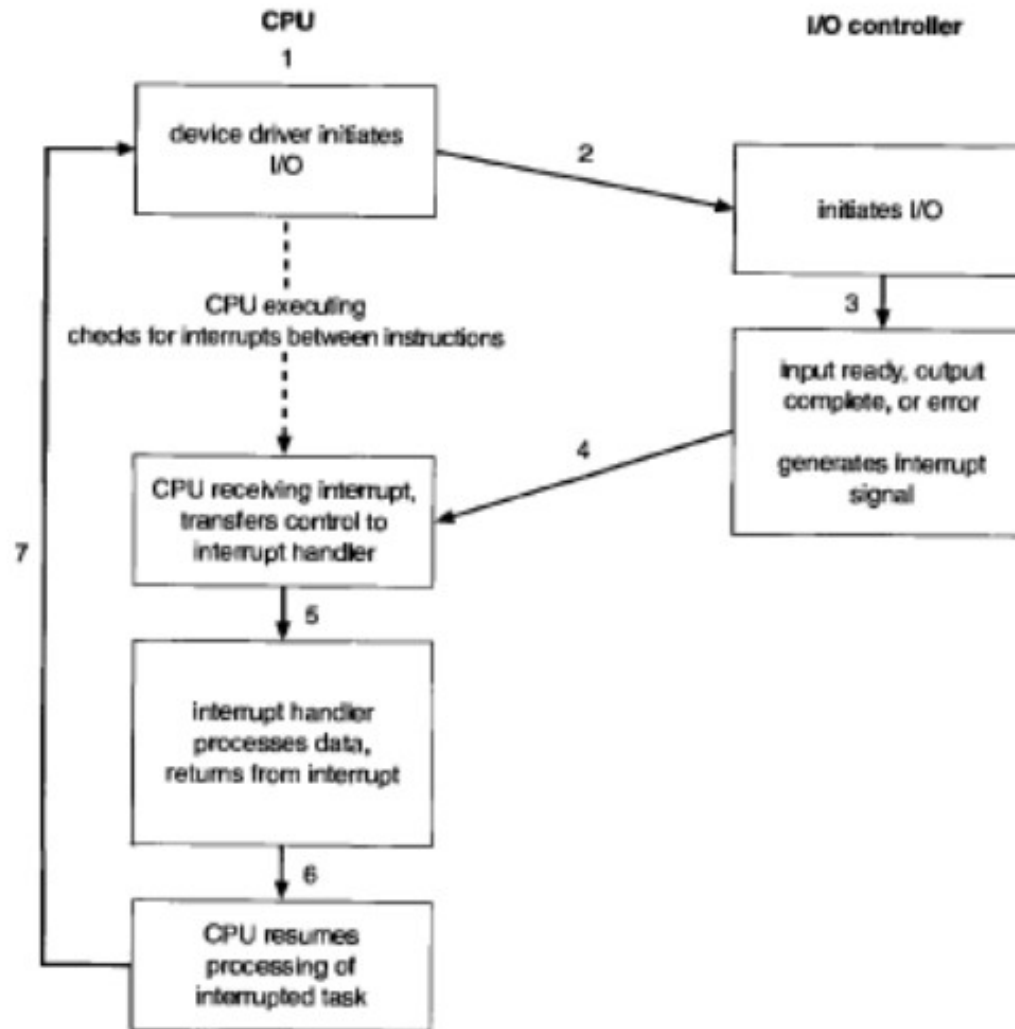 CPU
I/O controller
1
device driver initiates
I/O
2
initiates I/O
CPU executing
checks for interrupts between instructions
3
input ready, output
complete, or error
generates interrupt
signal
4
CPU receiving interrupt,
transfers control to
interrupt handler
7
5
interrupt handler
processes data,
returns from interrupt
6
CPU resumes
processing of
interrupted task